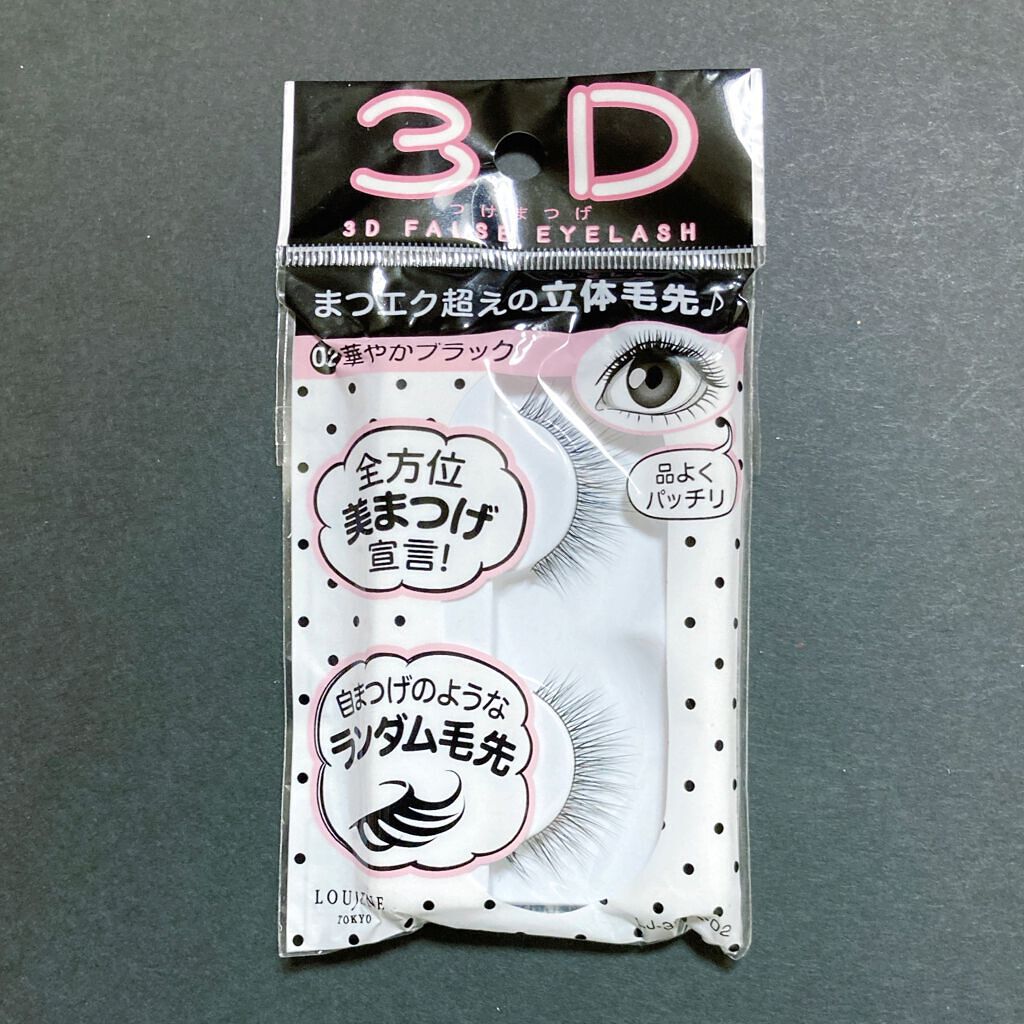 3D
つけまつげ
3D FALSE EYELASH
まつエク超えの立体毛先♪
02華やかブラック
品よく
パッチリ
全方位
美まつげ
宣言!
自まつげのような
ランダム毛先
TOKYO